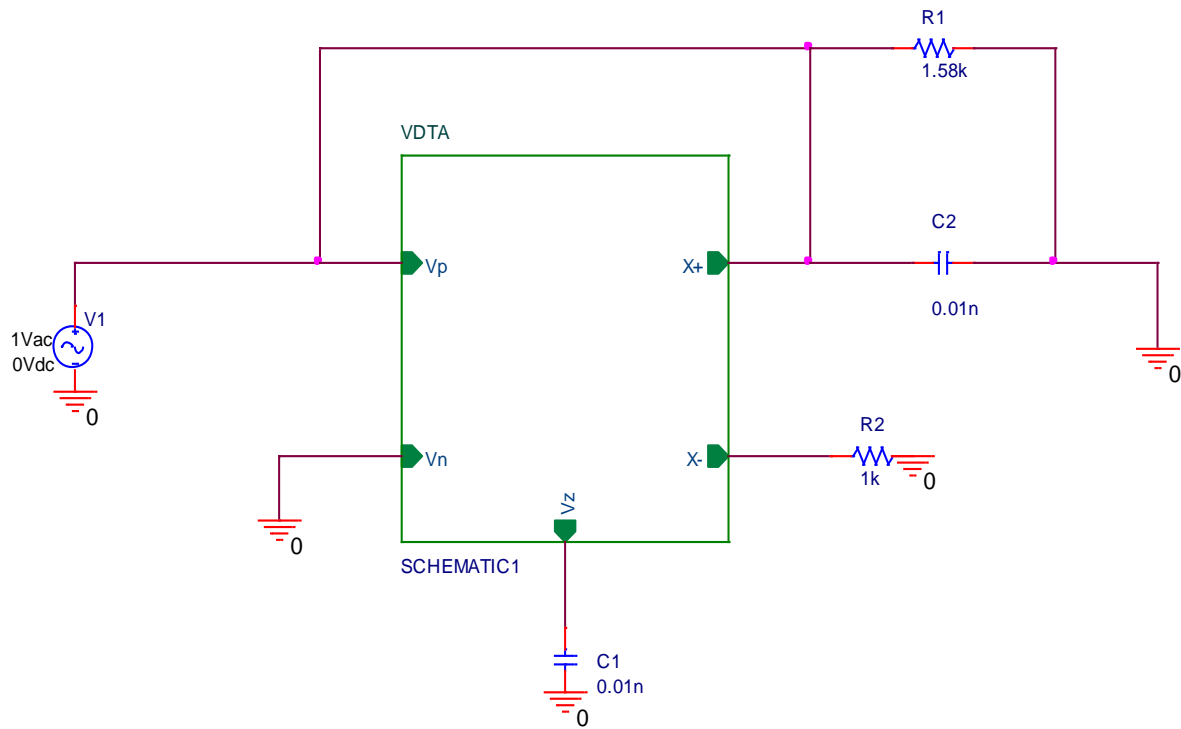 R1
1.58k
VDTA
C2
0.01n
Vp
X+
V1
1Vac
0Vdc
0
0
Vn
X-
R2
1k
0
0
Vz
SCHEMATIC1
C1
0.01n
0